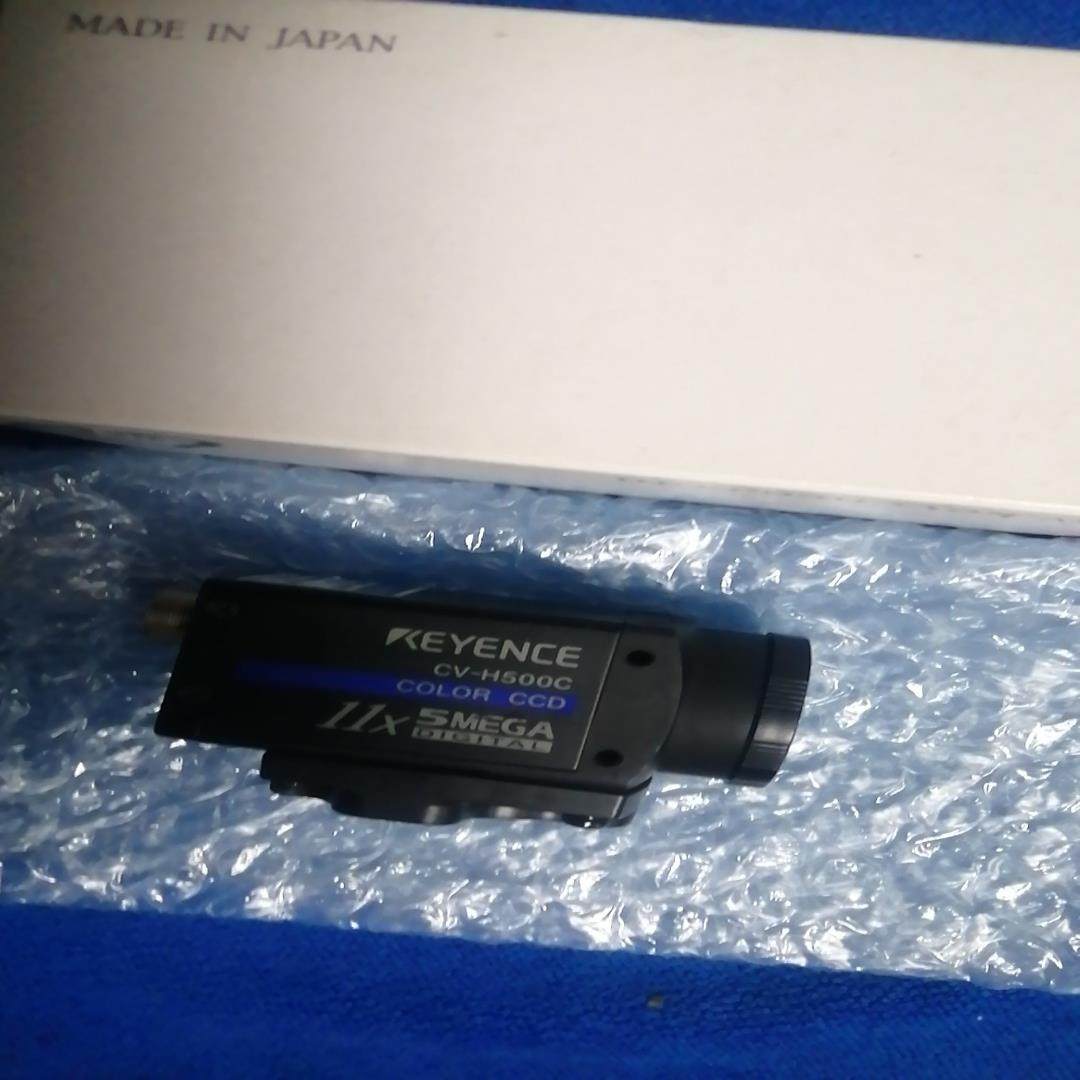 MADE IN JAPAN
KEYENCE
CV-H500C
COLOR CCD
11x 5MEGA
DIGITAL